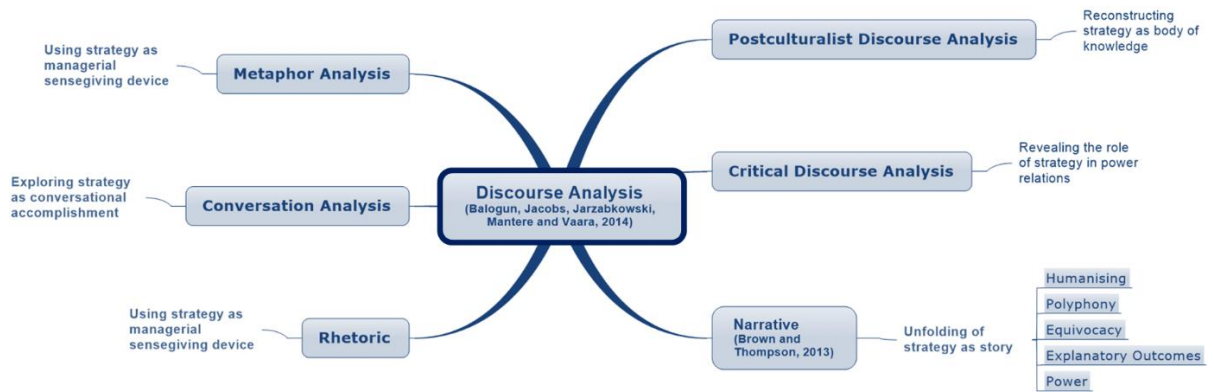 Using strategy as
managerial
sensegiving device
Metaphor Analysis
Exploring strategy
as conversational
accomplishment
Conversation Analysis
Using strategy as
managerial
sensegiving device
Rhetoric
Discourse Analysis
(Balogun, Jacobs, Jarzabkowski,
Mantere and Vaara, 2014)
Postculturalist Discourse Analysis
Reconstructing
strategy as body of
knowledge
Critical Discourse Analysis
Revealing the role
of strategy in power
relations
Narrative
(Brown and
Thompson, 2013)
Unfolding of
strategy as story
Humanising
Polyphony
Equivocacy
Explanatory Outcomes
Power